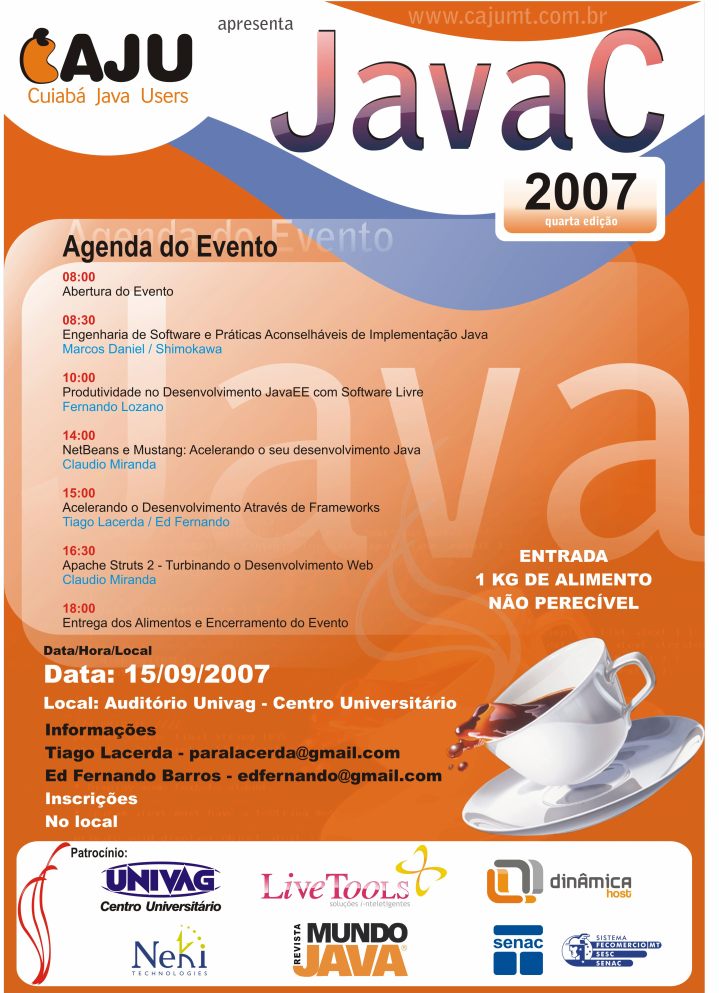 www.cajumt.com.br
apresenta
CAJU
Cuiabá Java Users
JavaC
2007
quarta edição
Agenda do Evento
Agenda do Evento
Java
08:00
Abertura do Evento
08:30
Engenharia de Software e Práticas Aconselháveis de Implementação Java
Marcos Daniel / Shimokawa
10:00
Produtividade no Desenvolvimento JavaEE com Software Livre
Fernando Lozano
14:00
NetBeans e Mustang: Acelerando o seu desenvolvimento Java
Claudio Miranda
15:00
Acelerando o Desenvolvimento Através de Frameworks
Tiago Lacerda / Ed Fernando
16:30
Apache Struts 2 - Turbinando o Desenvolvimento Web
Claudio Miranda
18:00
Entrega dos Alimentos e Encerramento do Evento
ENTRADA
1 KG DE ALIMENTO
NÃO PERECÍVEL
Data/Hora/Local
Data: 15/09/2007
Local: Auditório Univag - Centro Universitário
Informações
Tiago Lacerda - paralacerda@gmail.com
Ed Fernando Barros - edfernando@gmail.com
Inscrições
No local
Patrocínio:
UNIVAG
Centro Universitário
LiveTools
soluções i-nteletigentes
dinâmica
host
Neki
TECHNOLOGIES
REVISTA
MUNDO
JAVA
senac
SISTEMA
FECOMERCIO MT
SESC
SENAC